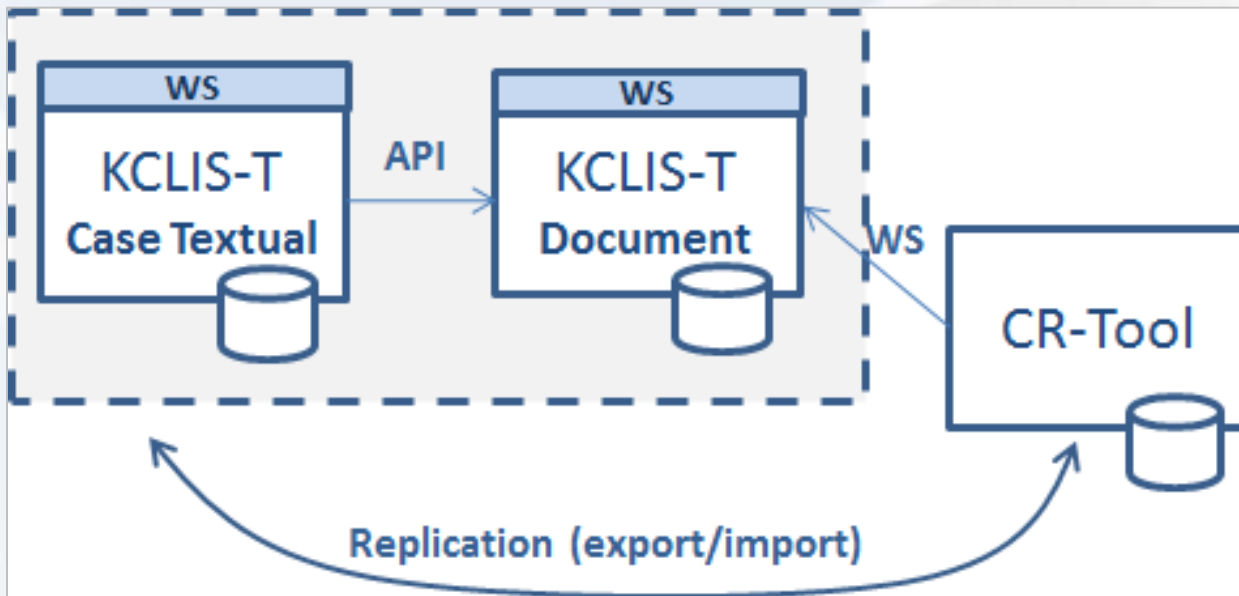 WS
KCLIS-T
Case Textual
API
WS
KCLIS-T
Document
WS
CR-Tool
Replication (export/import)